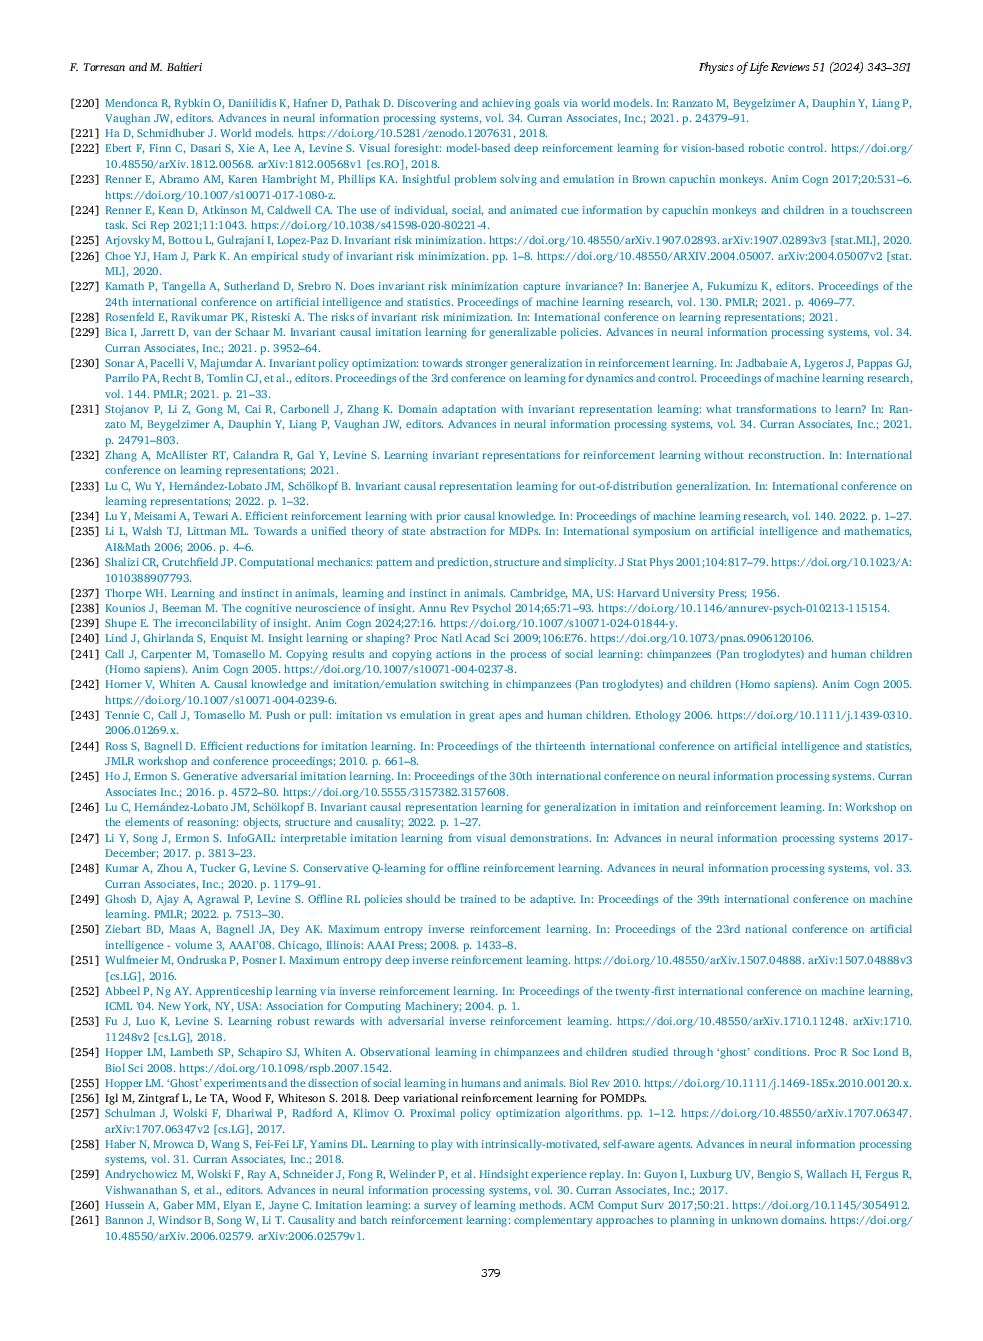 F. Torresan and M. Baltieri
Physics of Life Reviews 51 (2024) 343–381
[220] Mendonca R, Rybkin O, Daniilidis K, Hafner D, Pathak D. Discovering and achieving goals via world models. In: Ranzato M, Beygelzimer A, Dauphin Y, Liang P,
Vaughan JW, editors. Advances in neural information processing systems, vol. 34. Curran Associates, Inc.; 2021. p. 24379–91.
[221] Ha D, Schmidhuber J. World models. https://doi.org/10.5281/zenodo.1207631, 2018.
[222] Ebert F, Finn C, Dasari S, Xie A, Lee A, Levine S. Visual foresight: model-based deep reinforcement learning for vision-based robotic control. https://doi.org/
10.48550/arXiv.1812.00568. arXiv:1812.00568v1 [cs.RO], 2018.
[223] Renner E, Abramo AM, Karen Hambright M, Phillips KA. Insightful problem solving and emulation in Brown capuchin monkeys. Anim Cogn 2017;20:531–6.
https://doi.org/10.1007/s10071-017-1080-z.
[224] Renner E, Kean D, Atkinson M, Caldwell CA. The use of individual, social, and animated cue information by capuchin monkeys and children in a touchscreen
task. Sci Rep 2021;11:1043. https://doi.org/10.1038/s41598-020-80221-4.
[225] Arjovsky M, Bottou L, Gulrajani I, Lopez-Paz D. Invariant risk minimization. https://doi.org/10.48550/arXiv.1907.02893. arXiv:1907.02893v3 [stat.ML], 2020.
[226] Choe YJ, Ham J, Park K. An empirical study of invariant risk minimization. pp. 1–8. https://doi.org/10.48550/ARXIV.2004.05007. arXiv:2004.05007v2 [stat.
ML], 2020.
[227] Kamath P, Tangella A, Sutherland D, Srebro N. Does invariant risk minimization capture invariance? In: Banerjee A, Fukumizu K, editors. Proceedings of the
24th international conference on artificial intelligence and statistics. Proceedings of machine learning research, vol. 130. PMLR; 2021. p. 4069–77.
[228] Rosenfeld E, Ravikumar PK, Risteski A. The risks of invariant risk minimization. In: International conference on learning representations; 2021.
[229] Bica I, Jarrett D, van der Schaar M. Invariant causal imitation learning for generalizable policies. Advances in neural information processing systems, vol. 34.
Curran Associates, Inc.; 2021. p. 3952–64.
[230] Sonar A, Pacelli V, Majumdar A. Invariant policy optimization: towards stronger generalization in reinforcement learning. In: Jadbabaie A, Lygeros J, Pappas GJ,
Parrilo PA, Recht B, Tomlin CJ, et al., editors. Proceedings of the 3rd conference on learning for dynamics and control. Proceedings of machine learning research,
vol. 144. PMLR; 2021. p. 21–33.
[231] Stojanov P, Li Z, Gong M, Cai R, Carbonell J, Zhang K. Domain adaptation with invariant representation learning: what transformations to learn? In: Ran-
zato M, Beygelzimer A, Dauphin Y, Liang P, Vaughan JW, editors. Advances in neural information processing systems, vol. 34. Curran Associates, Inc.; 2021.
p. 24791–803.
[232] Zhang A, McAllister RT, Calandra R, Gal Y, Levine S. Learning invariant representations for reinforcement learning without reconstruction. In: International
conference on learning representations; 2021.
[233] Lu C, Wu Y, Hernández-Lobato JM, Schölkopf B. Invariant causal representation learning for out-of-distribution generalization. In: International conference on
learning representations; 2022. p. 1–32.
[234] Lu Y, Meisami A, Tewari A. Efficient reinforcement learning with prior causal knowledge. In: Proceedings of machine learning research, vol. 140. 2022. p. 1–27.
[235] Li L, Walsh TJ, Littman ML. Towards a unified theory of state abstraction for MDPs. In: International symposium on artificial intelligence and mathematics,
AI&Math 2006; 2006. p. 4–6.
[236] Shalizi CR, Crutchfield JP. Computational mechanics: pattern and prediction, structure and simplicity. J Stat Phys 2001;104:817–79. https://doi.org/10.1023/A:
1010388907793.
[237] Thorpe WH. Learning and instinct in animals, learning and instinct in animals. Cambridge, MA, US: Harvard University Press; 1956.
[238] Kounios J, Beeman M. The cognitive neuroscience of insight. Annu Rev Psychol 2014;65:71–93. https://doi.org/10.1146/annurev-psych-010213-115154.
[239] Shupe E. The irreconcilability of insight. Anim Cogn 2024;27:16. https://doi.org/10.1007/s10071-024-01844-y.
[240] Lind J, Ghirlanda S, Enquist M. Insight learning or shaping? Proc Natl Acad Sci 2009;106:E76. https://doi.org/10.1073/pnas.0906120106.
[241] Call J, Carpenter M, Tomasello M. Copying results and copying actions in the process of social learning: chimpanzees (Pan troglodytes) and human children
(Homo sapiens). Anim Cogn 2005. https://doi.org/10.1007/s10071-004-0237-8.
[242] Horner V, Whiten A. Causal knowledge and imitation/emulation switching in chimpanzees (Pan troglodytes) and children (Homo sapiens). Anim Cogn 2005.
https://doi.org/10.1007/s10071-004-0239-6.
[243] Tennie C, Call J, Tomasello M. Push or pull: imitation vs emulation in great apes and human children. Ethology 2006. https://doi.org/10.1111/j.1439-0310.
2006.01269.x.
[244] Ross S, Bagnell D. Efficient reductions for imitation learning. In: Proceedings of the thirteenth international conference on artificial intelligence and statistics,
JMLR workshop and conference proceedings; 2010. p. 661–8.
[245] Ho J, Ermon S. Generative adversarial imitation learning. In: Proceedings of the 30th international conference on neural information processing systems. Curran
Associates Inc.; 2016. p. 4572–80. https://doi.org/10.5555/3157382.3157608.
[246] Lu C, Hernández-Lobato JM, Schölkopf B. Invariant causal representation learning for generalization in imitation and reinforcement learning. In: Workshop on
the elements of reasoning: objects, structure and causality; 2022. p. 1–27.
[247] Li Y, Song J, Ermon S. InfoGAIL: interpretable imitation learning from visual demonstrations. In: Advances in neural information processing systems 2017-
December; 2017. p. 3813–23.
[248] Kumar A, Zhou A, Tucker G, Levine S. Conservative Q-learning for offline reinforcement learning. Advances in neural information processing systems, vol. 33.
Curran Associates, Inc.; 2020. p. 1179–91.
[249] Ghosh D, Ajay A, Agrawal P, Levine S. Offline RL policies should be trained to be adaptive. In: Proceedings of the 39th international conference on machine
learning. PMLR; 2022. p. 7513–30.
[250] Ziebart BD, Maas A, Bagnell JA, Dey AK. Maximum entropy inverse reinforcement learning. In: Proceedings of the 23rd national conference on artificial
intelligence - volume 3, AAAI’08. Chicago, Illinois: AAAI Press; 2008. p. 1433–8.
[251] Wulfmeier M, Ondruska P, Posner I. Maximum entropy deep inverse reinforcement learning. https://doi.org/10.48550/arXiv.1507.04888. arXiv:1507.04888v3
[cs.LG], 2016.
[252] Abbeel P, Ng AY. Apprenticeship learning via inverse reinforcement learning. In: Proceedings of the twenty-first international conference on machine learning,
ICML ’04. New York, NY, USA: Association for Computing Machinery; 2004. p. 1.
[253] Fu J, Luo K, Levine S. Learning robust rewards with adversarial inverse reinforcement learning. https://doi.org/10.48550/arXiv.1710.11248. arXiv:1710.
11248v2 [cs.LG], 2018.
[254] Hopper LM, Lambeth SP, Schapiro SJ, Whiten A. Observational learning in chimpanzees and children studied through ‘ghost’ conditions. Proc R Soc Lond B,
Biol Sci 2008. https://doi.org/10.1098/rspb.2007.1542.
[255] Hopper LM. ‘Ghost’ experiments and the dissection of social learning in humans and animals. Biol Rev 2010. https://doi.org/10.1111/j.1469-185x.2010.00120.x.
[256] Igl M, Zintgraf L, Le TA, Wood F, Whiteson S. 2018. Deep variational reinforcement learning for POMDPs.
[257] Schulman J, Wolski F, Dhariwal P, Radford A, Klimov O. Proximal policy optimization algorithms. pp. 1–12. https://doi.org/10.48550/arXiv.1707.06347.
arXiv:1707.06347v2 [cs.LG], 2017.
[258] Haber N, Mrowca D, Wang S, Fei-Fei LF, Yamins DL. Learning to play with intrinsically-motivated, self-aware agents. Advances in neural information processing
systems, vol. 31. Curran Associates, Inc.; 2018.
[259] Andrychowicz M, Wolski F, Ray A, Schneider J, Fong R, Welinder P, et al. Hindsight experience replay. In: Guyon I, Luxburg UV, Bengio S, Wallach H, Fergus R,
Vishwanathan S, et al., editors. Advances in neural information processing systems, vol. 30. Curran Associates, Inc.; 2017.
[260] Hussein A, Gaber MM, Elyan E, Jayne C. Imitation learning: a survey of learning methods. ACM Comput Surv 2017;50:21. https://doi.org/10.1145/3054912.
[261] Bannon J, Windsor B, Song W, Li T. Causality and batch reinforcement learning: complementary approaches to planning in unknown domains. https://doi.org/
10.48550/arXiv.2006.02579. arXiv:2006.02579v1.
379